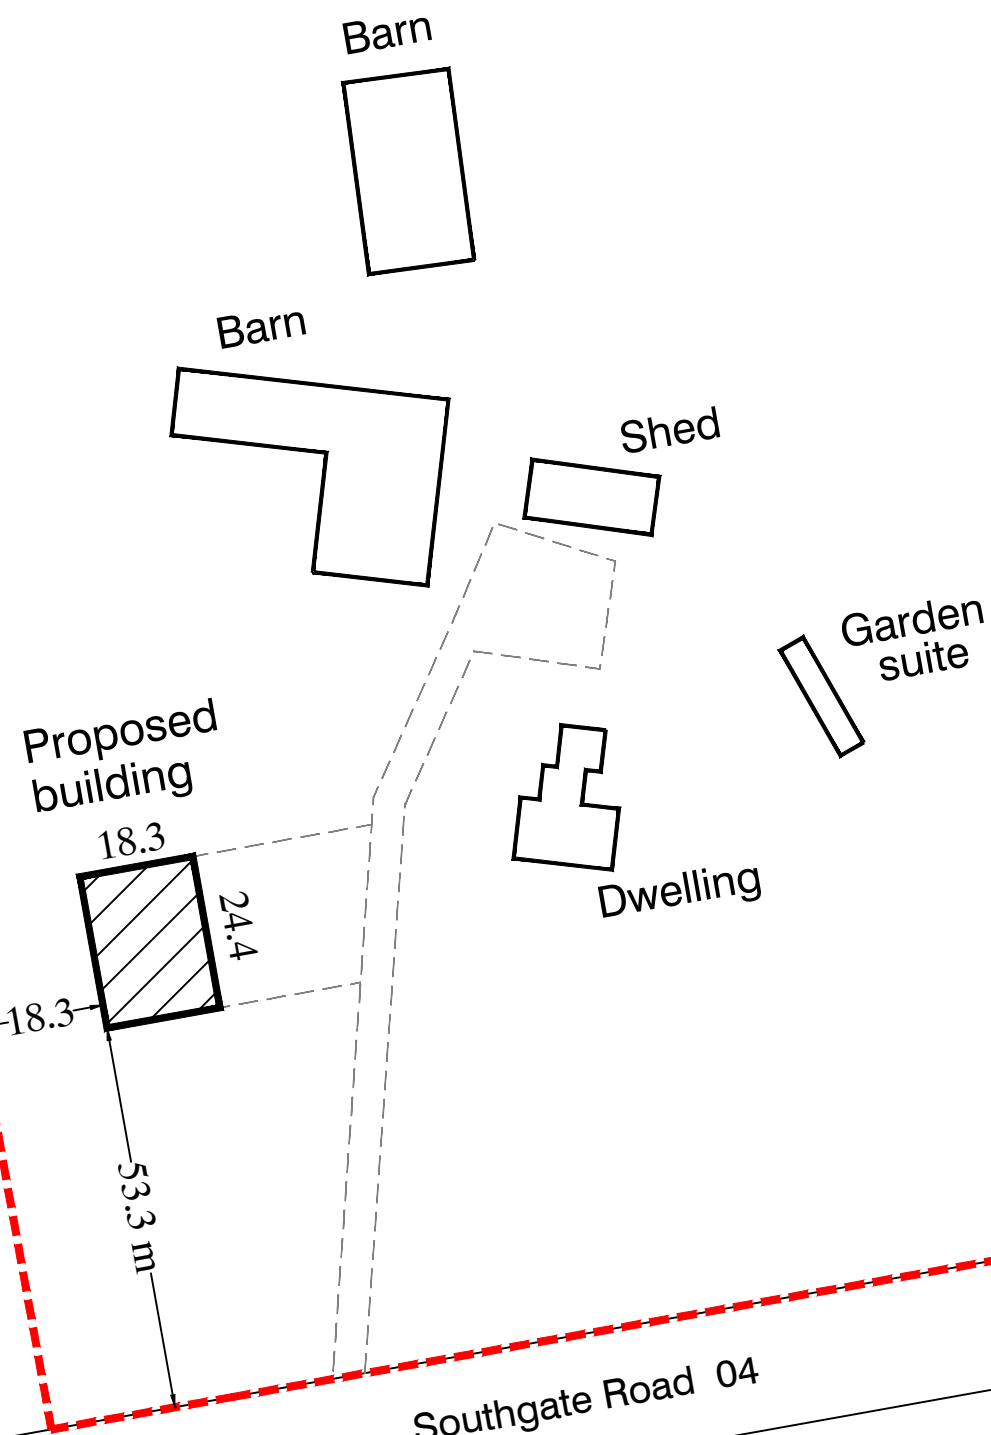 Barn
Barn
Shed
Garden
suite
Proposed
building
18.3
24.4
Dwelling
18.3
53.3 m
Southgate Road 04